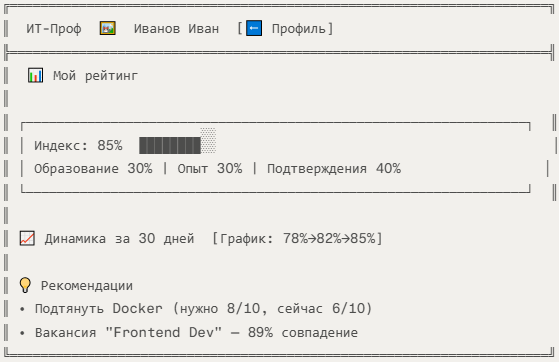 ИТ-Проф 🖼️ Иванов Иван [⬅️ Профиль]
📊 Мой рейтинг
Индекс: 85% ████████░░
Образование 30% | Опыт 30% | Подтверждения 40%
📈 Динамика за 30 дней [График: 78%→82%→85%]
💡 Рекомендации
• Подтянуть Docker (нужно 8/10, сейчас 6/10)
• Вакансия "Frontend Dev" — 89% совпадение